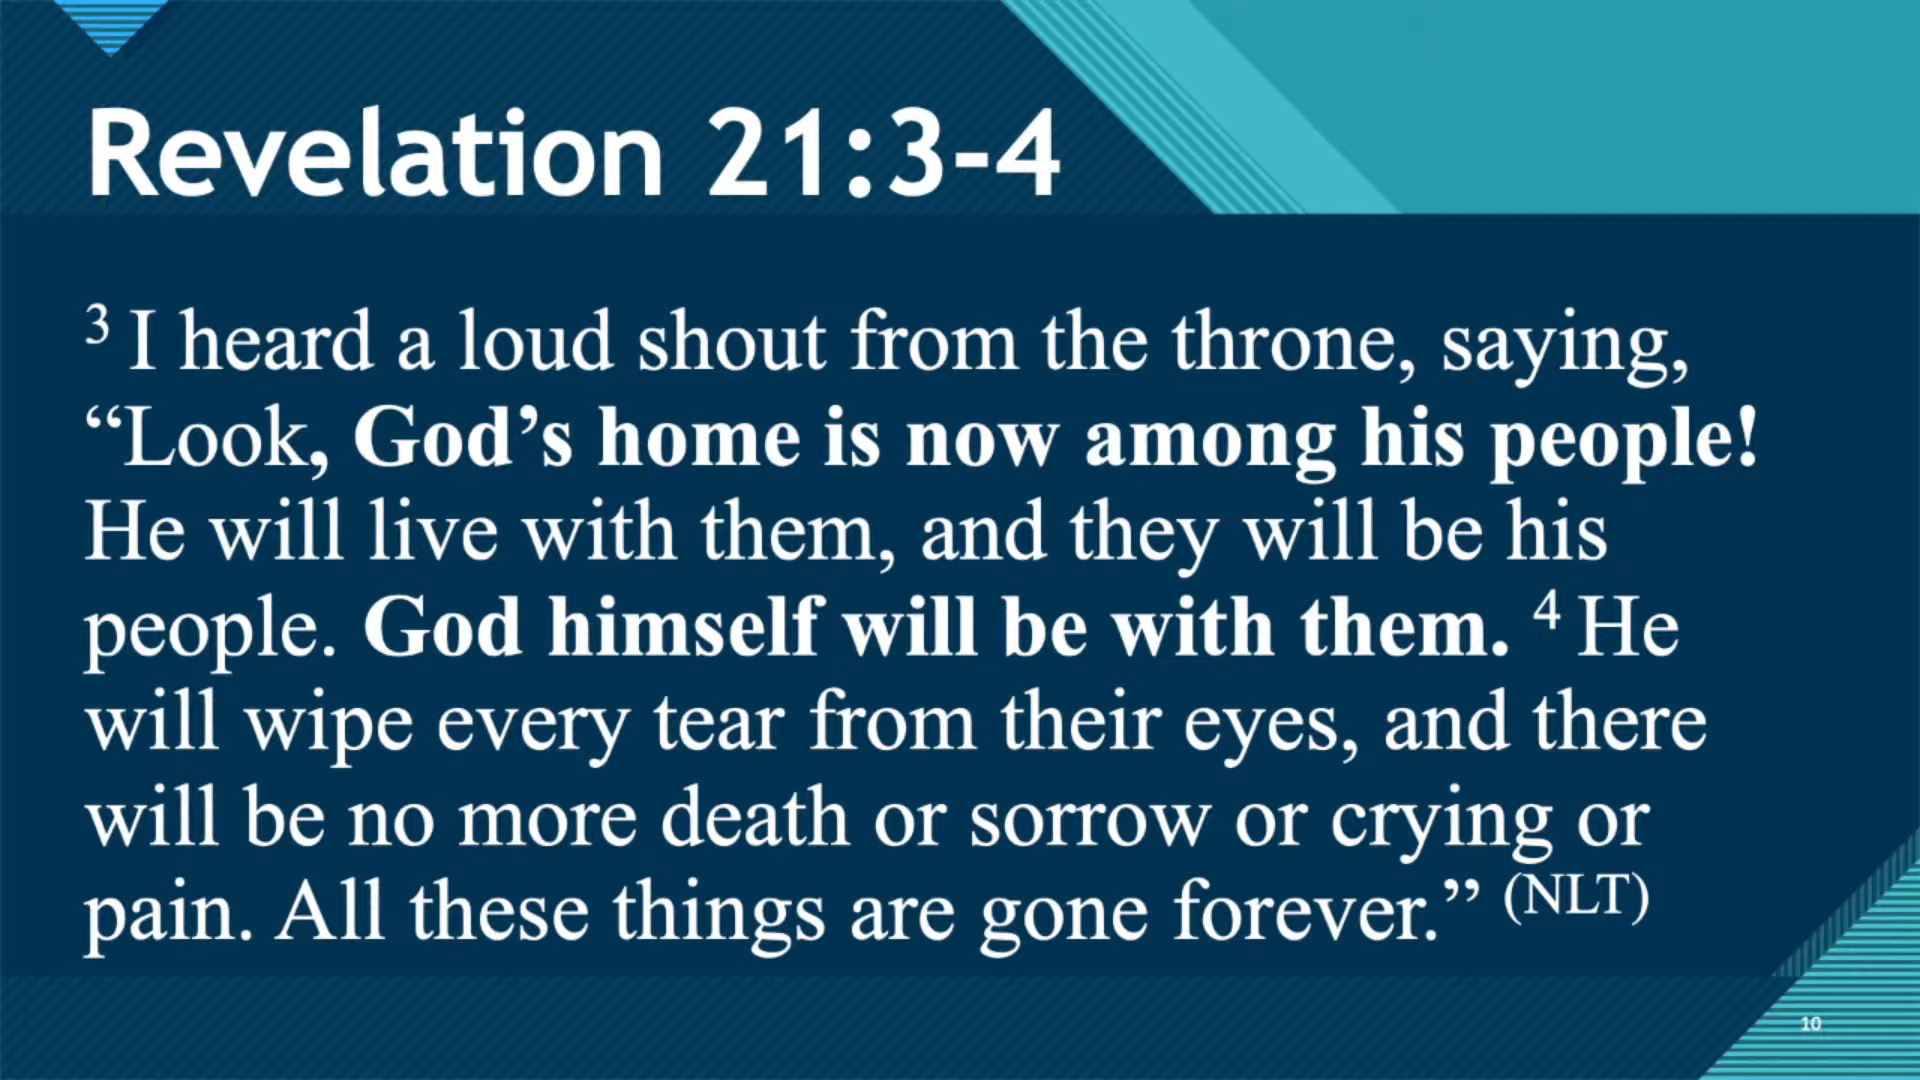 Revelation 21:3-4
³ I heard a loud shout from the throne, saying,
“Look, God’s home is now among his people!
He will live with them, and they will be his
people. God himself will be with them. ⁴ He
will wipe every tear from their eyes, and there
will be no more death or sorrow or crying or
pain. All these things are gone forever.” (NLT)
10